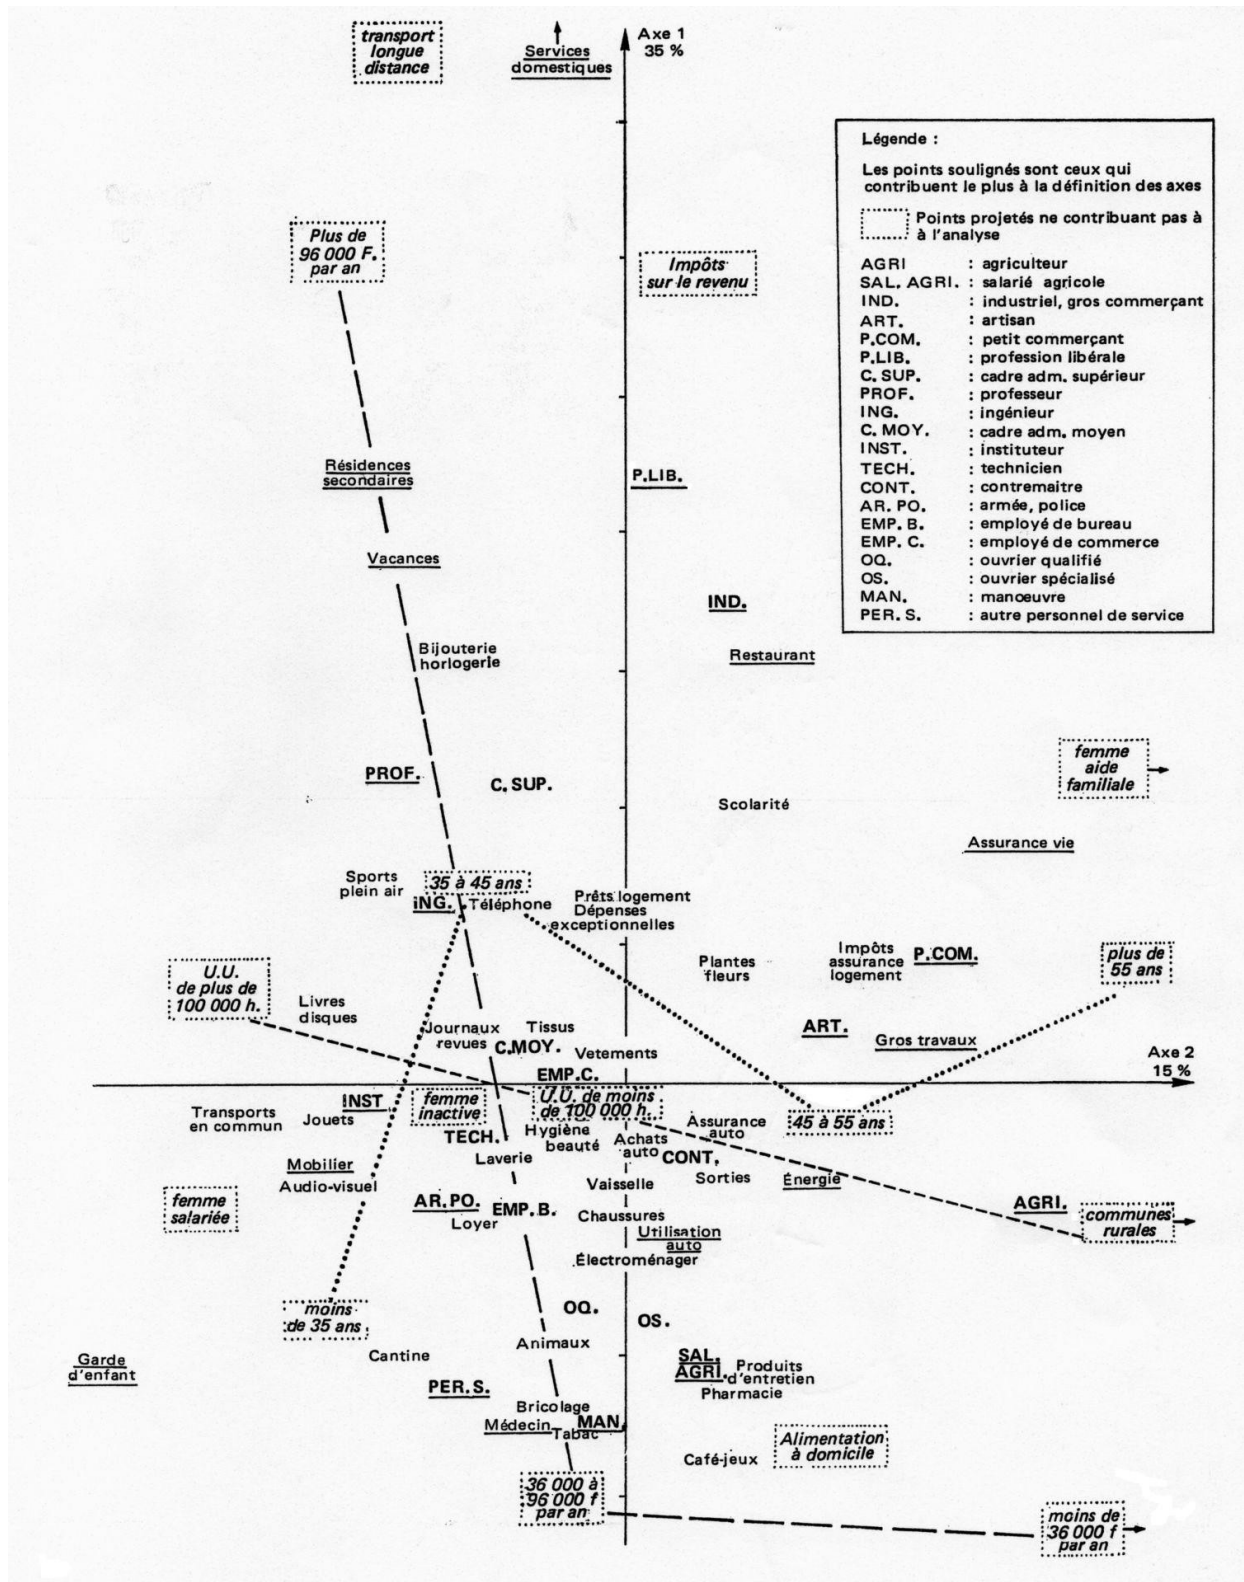 transport
longue
distance
Services
domestiques
Axe 1
35 %
Légende :
Les points soulignés sont ceux qui
contribuent le plus à la définition des axes
Points projetés ne contribuant pas à
à l'analyse
AGRI : agriculteur
SAL. AGRI. : salarié agricole
IND. : industriel, gros commerçant
ART. : artisan
P.COM. : petit commerçant
P.LIB. : profession libérale
C. SUP. : cadre adm. supérieur
PROF. : professeur
ING. : ingénieur
C. MOY. : cadre adm. moyen
INST. : instituteur
TECH. : technicien
CONT. : contremaitre
AR. PO. : armée, police
EMP. B. : employé de bureau
EMP. C. : employé de commerce
OQ. : ouvrier qualifié
OS. : ouvrier spécialisé
MAN. : manoeuvre
PER. S. : autre personnel de service
Plus de
96 000 F.
par an
Impôts
sur le revenu
Résidences
secondaires
P.LIB.
Vacances
IND.
Bijouterie
horlogerie
Restaurant
PROF.
C. SUP.
femme
aide
familiale
Scolarité
Assurance vie
Sports
plein air
35 à 45 ans
ING.
Téléphone
Prêts logement
Dépenses
exceptionnelles
Plantes
fleurs
Impôts
assurance
logement
P.COM.
plus de
55 ans
U.U.
de plus de
100 000 h.
Livres
disques
Journaux
revues
Tissus
C.MOY.
Vetements
ART.
Gros travaux
Axe 2
15 %
EMP.C.
femme
inactive
U.U. de moins
de 100 000 h.
INST
Transports
en commun
Jouets
45 à 55 ans
TECH.
Hygiène
beauté
Achats
auto
Assurance
auto
CONT.
Laverie
Mobilier
Audio-visuel
Vaisselle
Sorties
Énergie
femme
salariée
AR.PO.
EMP.B.
Loyer
Chaussures
Utilisation
auto
Électroménager
AGRI.
communes
rurales
moins
de 35 ans
OQ.
OS.
Animaux
Garde
d'enfant
Cantine
SAL.
AGRI.
Produits
d'entretien
Pharmacie
PER.S.
Bricolage
Médecin
Tabac
MAN.
Café-jeux
Alimentation
à domicile
36 000 à
96 000 f
par an
moins de
36 000 f
par an